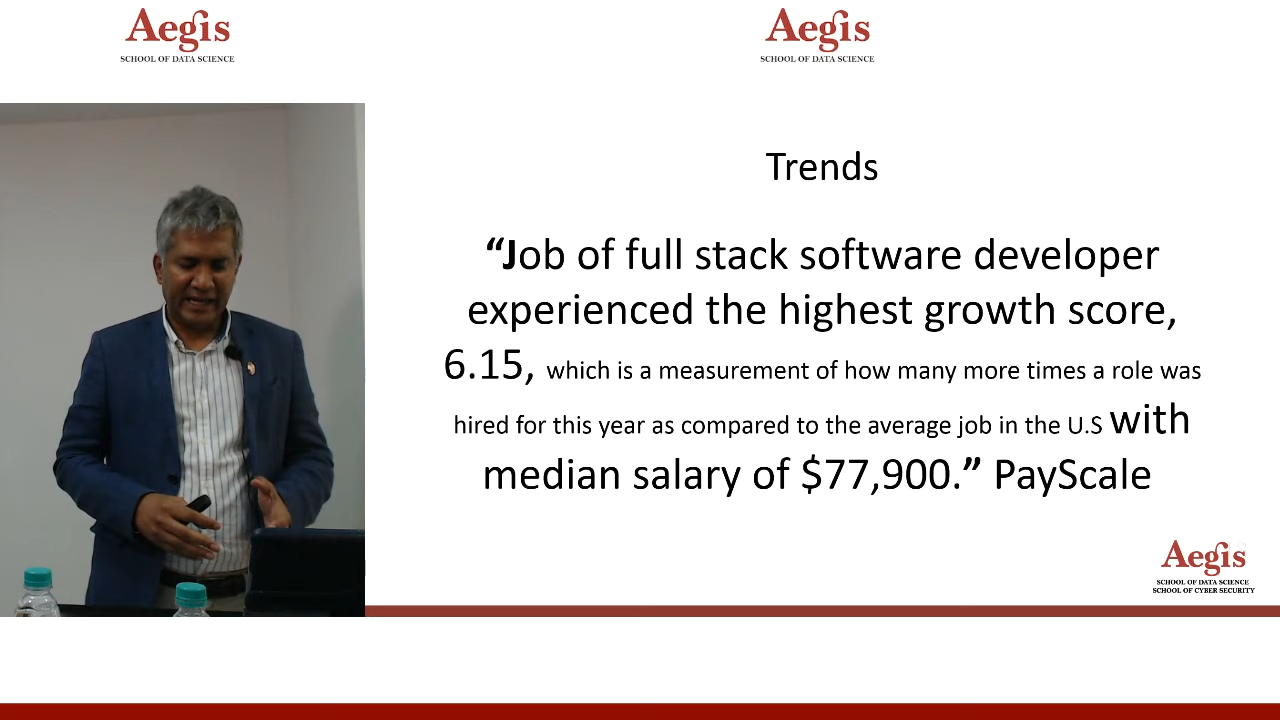 Aegis
SCHOOL OF DATA SCIENCE
Aegis
SCHOOL OF DATA SCIENCE
Trends
“Job of full stack software developer
experienced the highest growth score,
6.15, which is a measurement of how many more times a role was
hired for this year as compared to the average job in the U.S with
median salary of $77,900.” PayScale
Aegis
SCHOOL OF DATA SCIENCE
SCHOOL OF CYBER SECURITY